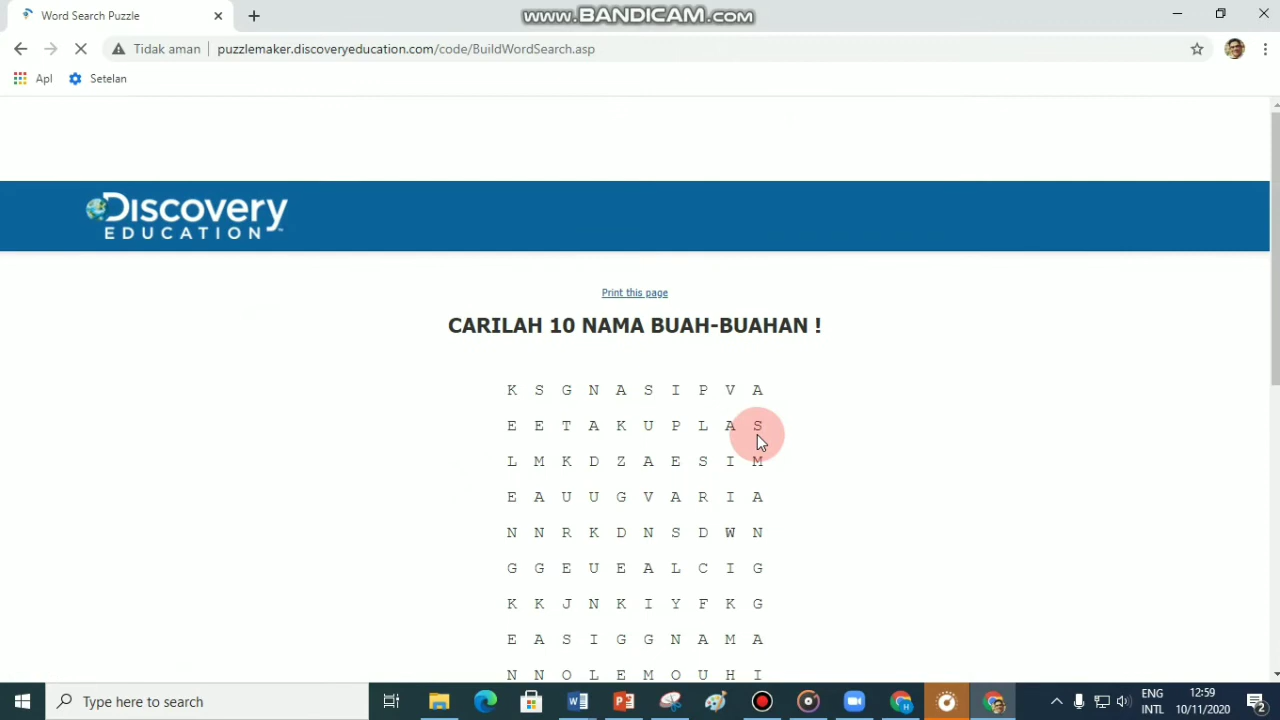 Word Search Puzzle
www.BANDICAM.com
Tidak aman
puzzlemaker.discoveryeducation.com/code/BuildWordSearch.asp
Apl
Setelan
Discovery
EDUCATION
Print this page
CARILAH 10 NAMA BUAH-BUAHAN !
K S G N A S I P V A
E E T A K U P L A S
L M K D Z A E S I M
E A U U G V A R I A
N N R K D N S D W N
G G E U E A L C I G
K K J N K I Y F K G
E A S I G G N A M A
N N O L E M O U H I
Type here to search
ENG
INTL
12:59
10/11/2020
2